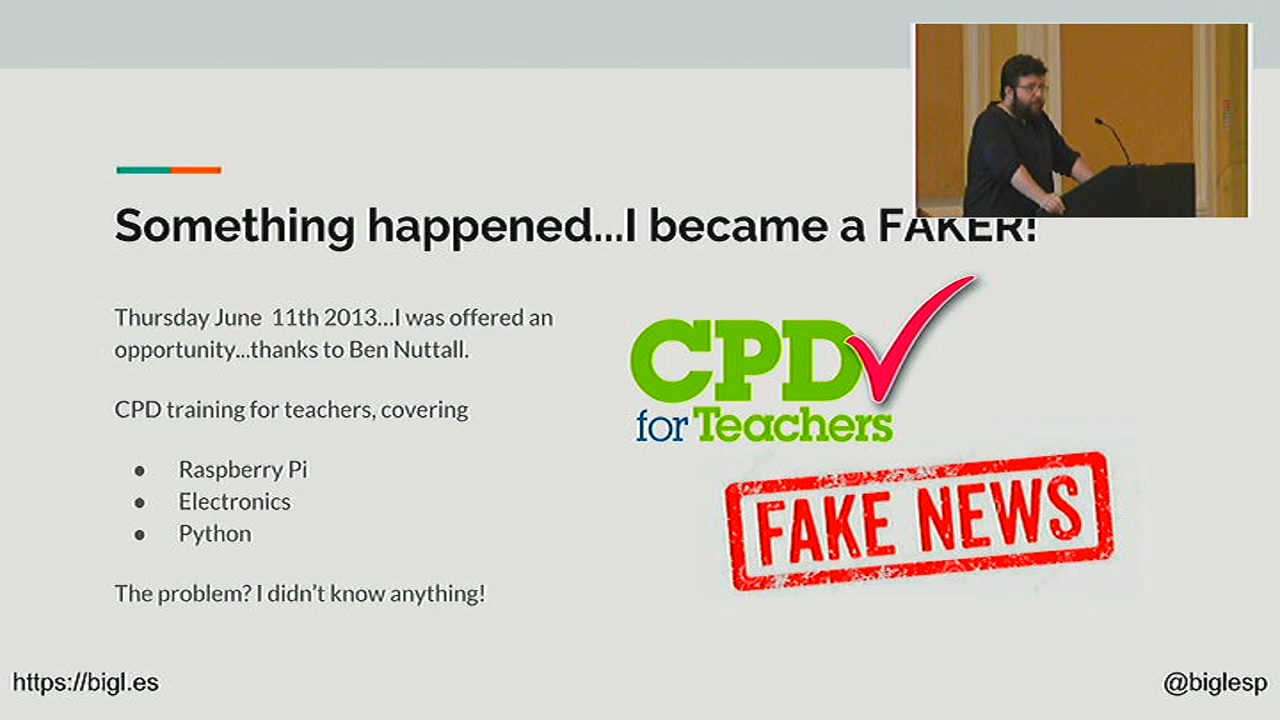 Something happened...I became a FAKER!
Thursday June 11th 2013...I was offered an
opportunity...thanks to Ben Nuttall.
CPD training for teachers, covering
● Raspberry Pi
● Electronics
● Python
The problem? I didn't know anything!
CPD
for Teachers
FAKE NEWS
https://bigl.es
@biglesp